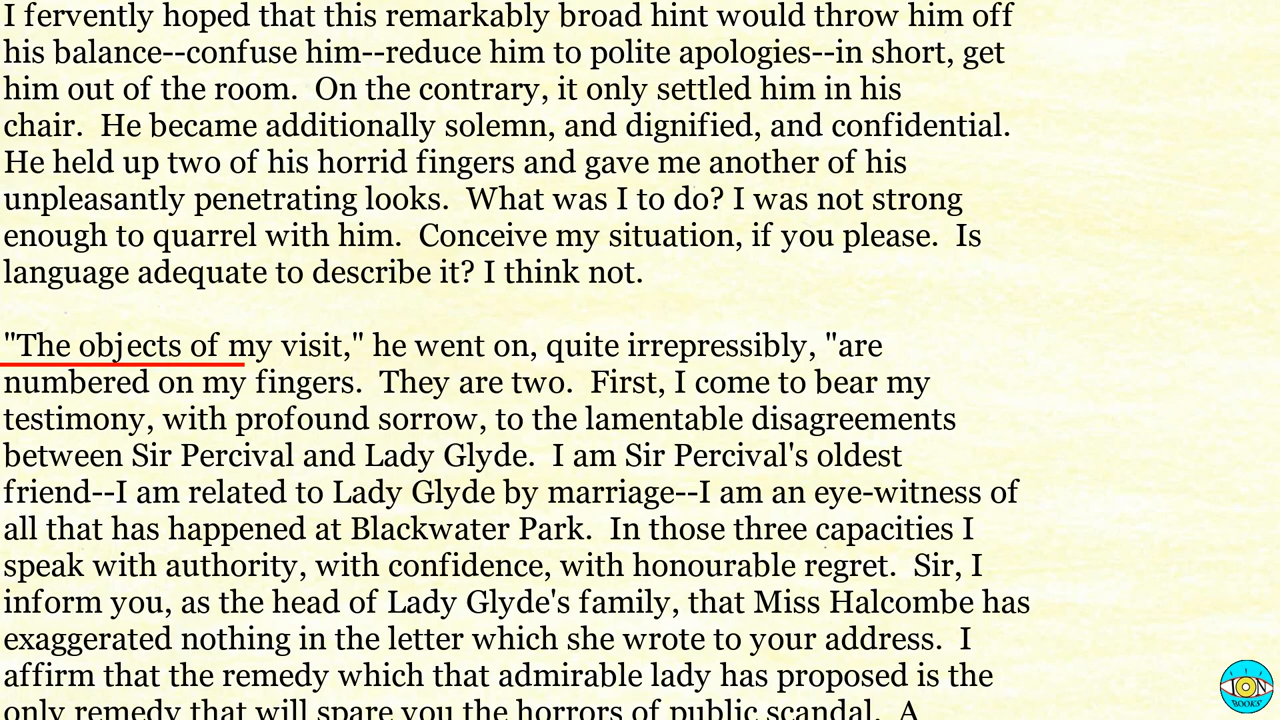 I fervently hoped that this remarkably broad hint would throw him off
his balance--confuse him--reduce him to polite apologies--in short, get
him out of the room.  On the contrary, it only settled him in his
chair.  He became additionally solemn, and dignified, and confidential.
He held up two of his horrid fingers and gave me another of his
unpleasantly penetrating looks.  What was I to do? I was not strong
enough to quarrel with him.  Conceive my situation, if you please.  Is
language adequate to describe it? I think not.

"The objects of my visit," he went on, quite irrepressibly, "are
numbered on my fingers.  They are two.  First, I come to bear my
testimony, with profound sorrow, to the lamentable disagreements
between Sir Percival and Lady Glyde.  I am Sir Percival's oldest
friend--I am related to Lady Glyde by marriage--I am an eye-witness of
all that has happened at Blackwater Park.  In those three capacities I
speak with authority, with confidence, with honourable regret.  Sir, I
inform you, as the head of Lady Glyde's family, that Miss Halcombe has
exaggerated nothing in the letter which she wrote to your address.  I
affirm that the remedy which that admirable lady has proposed is the
only remedy that will spare you the horrors of public scandal.  A
ION
BOOKS